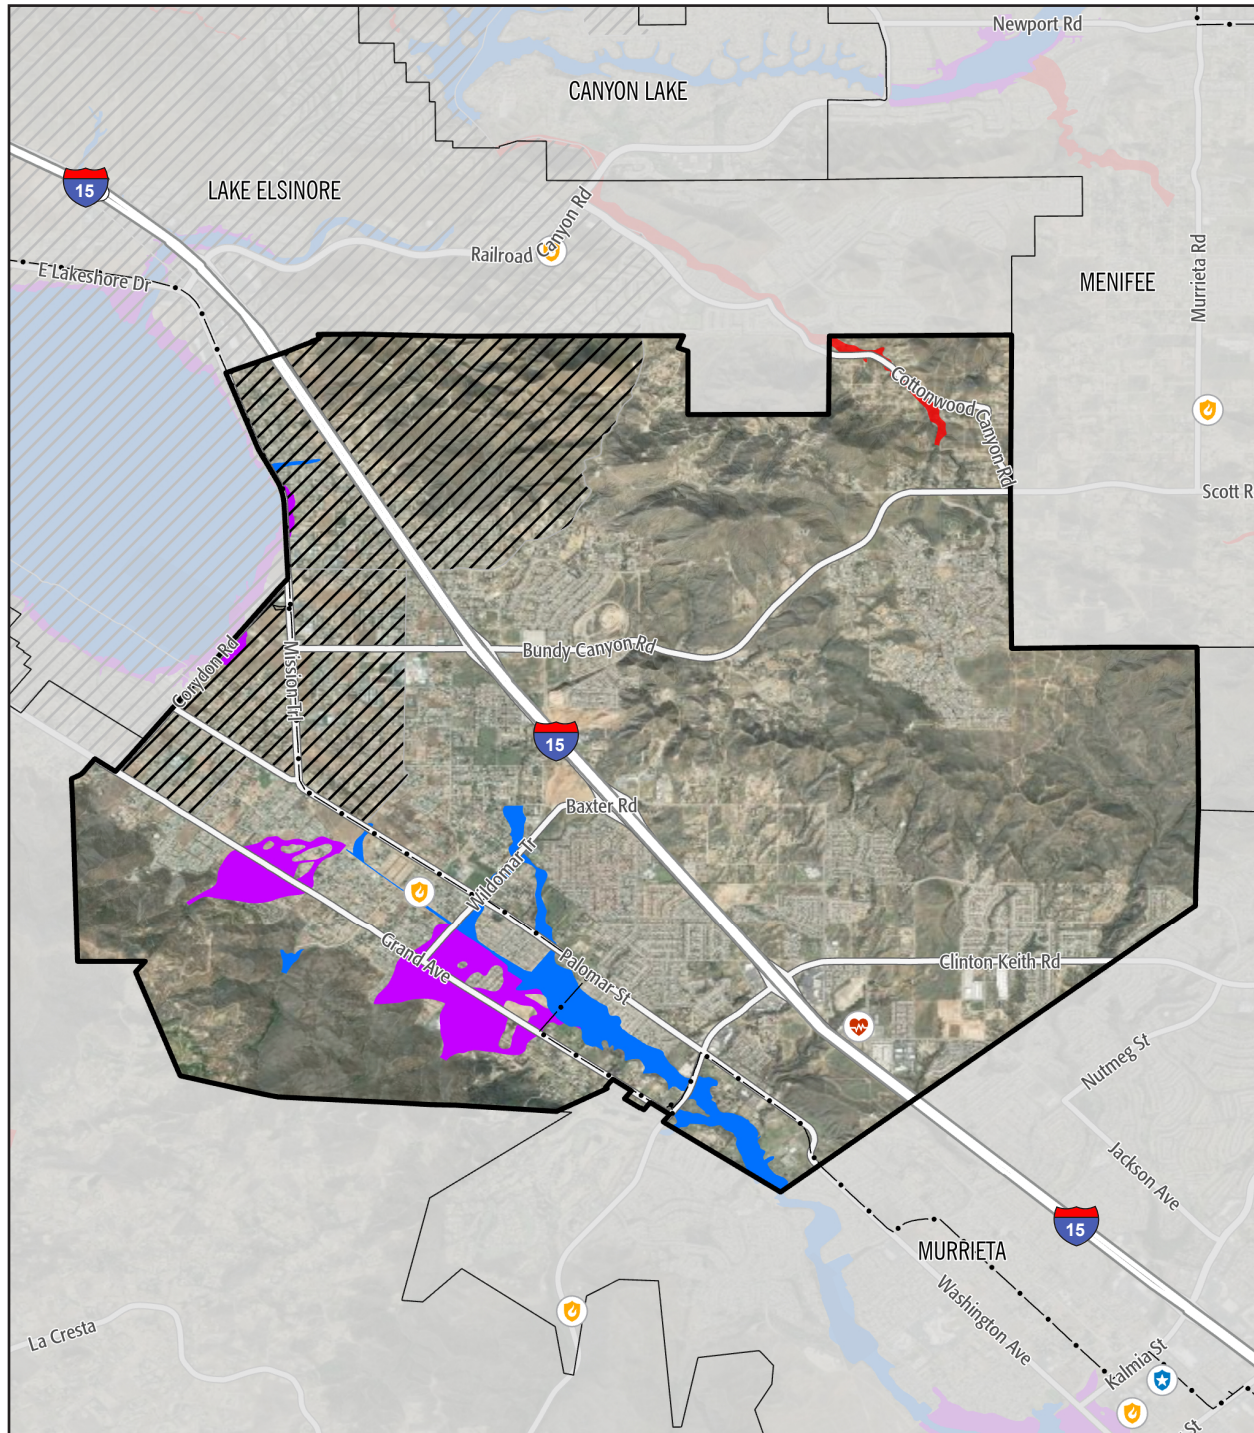 Newport Rd
CANYON LAKE
15
LAKE ELSINORE
Railroad Canyon Rd
E Lakeshore Dr
MENIFEE
Murrieta Rd
Cottonwood Canyon Rd
Scott R
Corydon Rd
Mission Trl
Bundy Canyon Rd
15
Baxter Rd
Wildomar Tr
Grand Ave
Palomar St
Clinton Keith Rd
Nutmeg St
Jackson Ave
15
MURRIETA
Washington Ave
La Cresta
Kalmia St
St